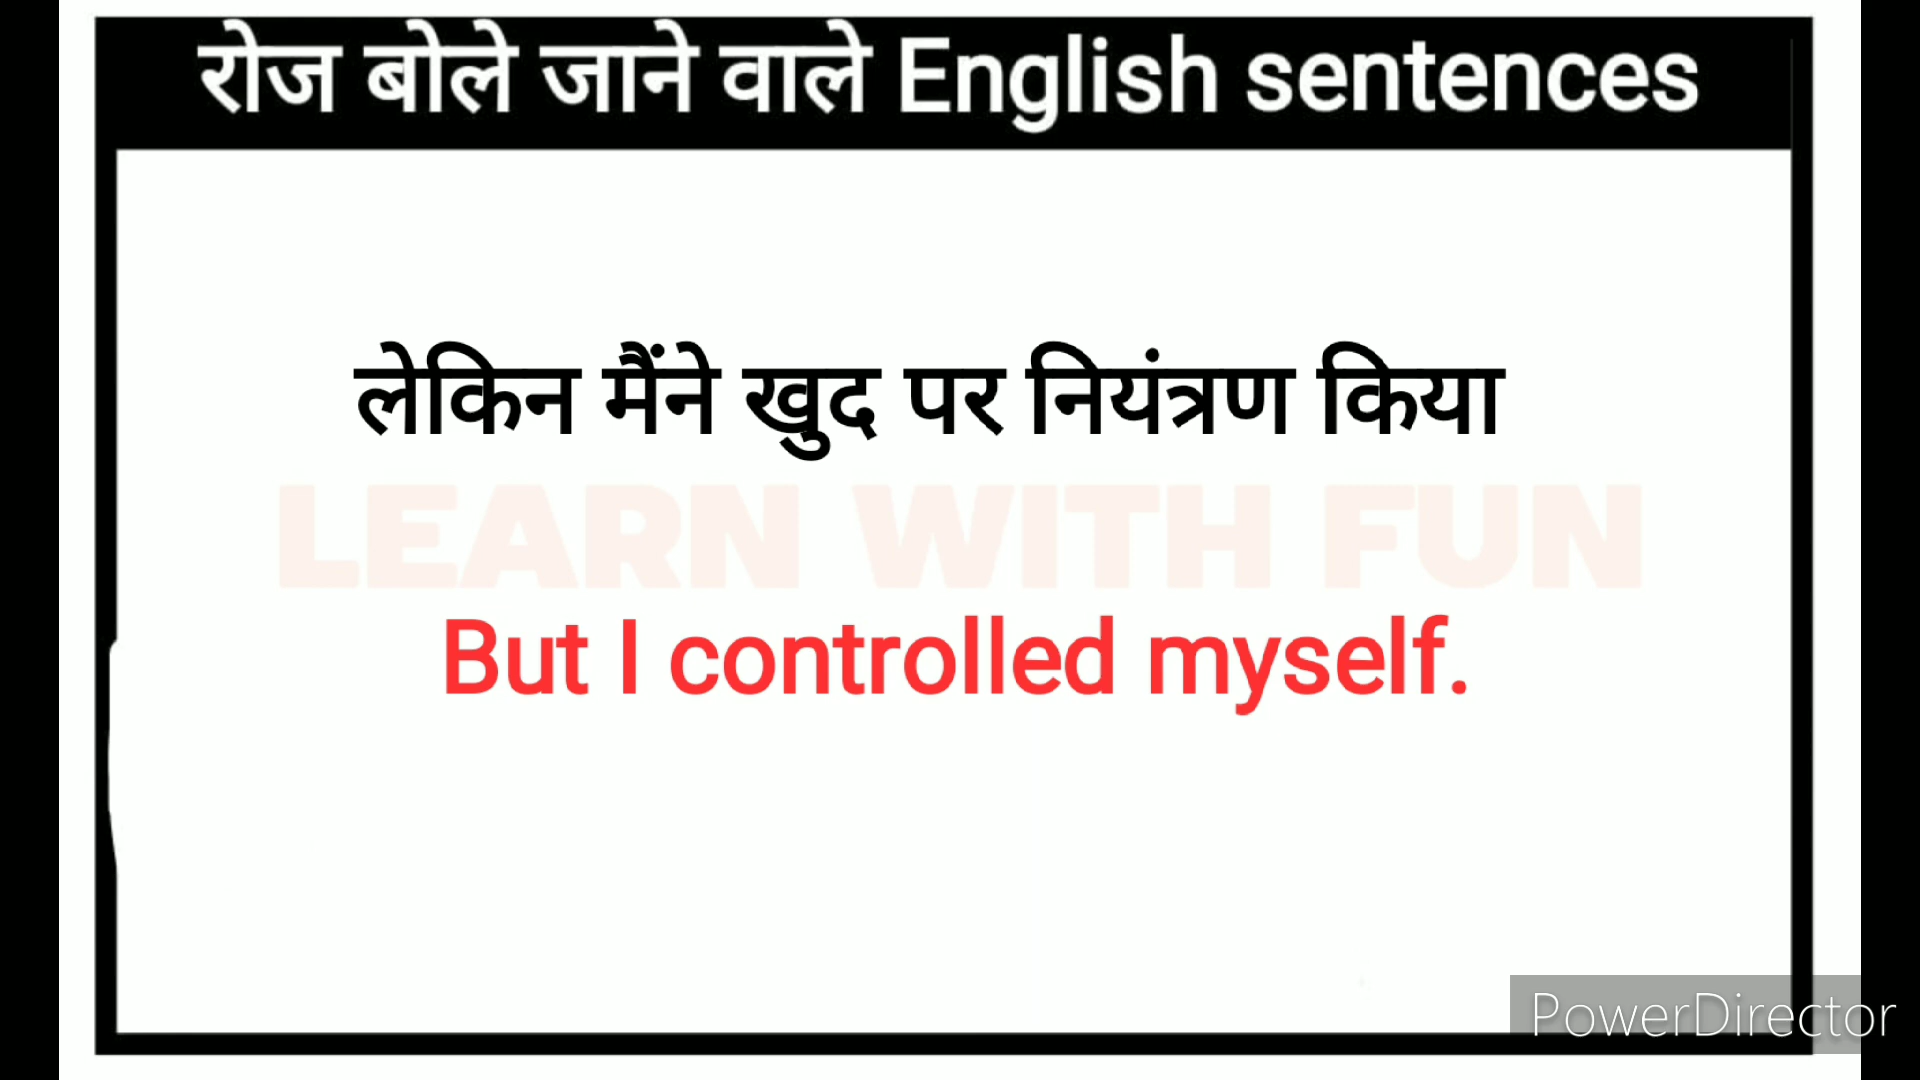 रोज बोले जाने वाले English sentences
लेकिन मैंने खुद पर नियंत्रण किया
LEARN WITH FUN
But I controlled myself.
PowerDirector